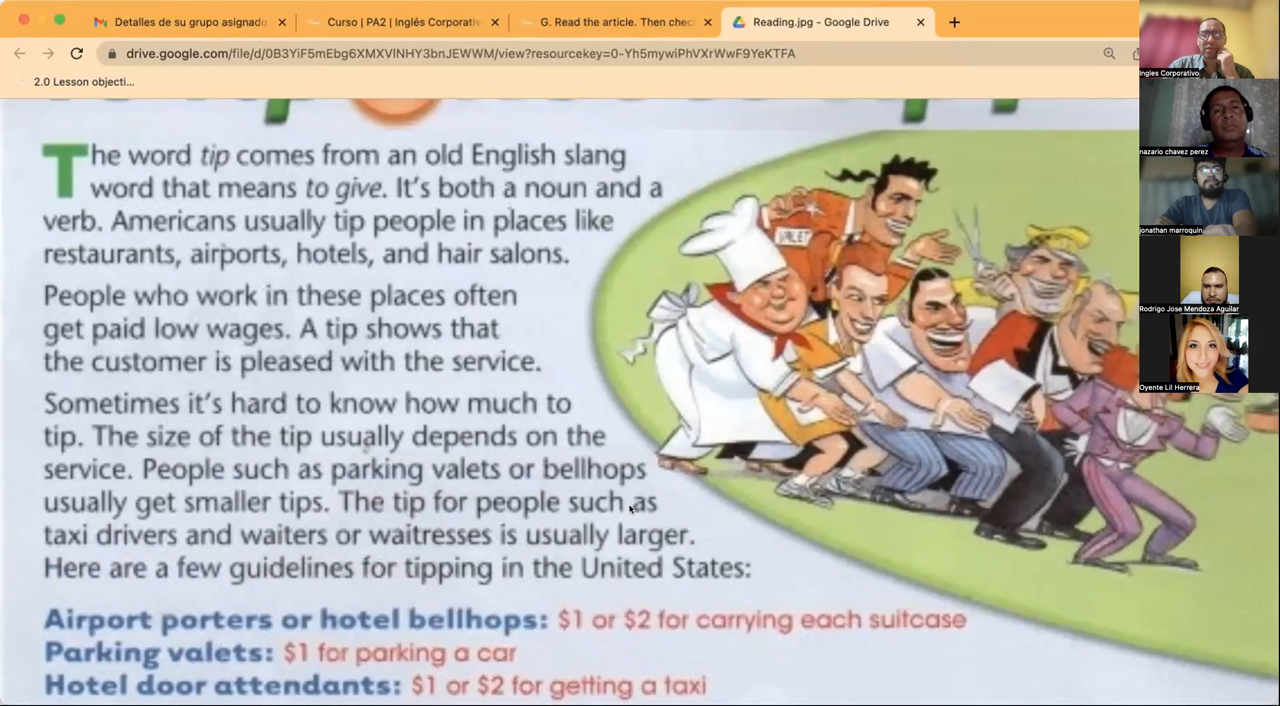 Detalles de su grupo asignado
Curso | PA2 | Inglés Corporativ
G. Read the article. Then chec
Reading.jpg - Google Drive
drive.google.com/file/d/0B3YiF5mEbg6XMXVlNHY3bnJEWWM/view?resourcekey=0-Yh5mywiPhVXrWwF9YeKTFA
2.0 Lesson objecti...
The word tip comes from an old English slang
word that means to give. It's both a noun and a
verb. Americans usually tip people in places like
restaurants, airports, hotels, and hair salons.
People who work in these places often
get paid low wages. A tip shows that
the customer is pleased with the service.
Sometimes it's hard to know how much to
tip. The size of the tip usually depends on the
service. People such as parking valets or bellhops
usually get smaller tips. The tip for people such as
taxi drivers and waiters or waitresses is usually larger.
Here are a few guidelines for tipping in the United States:
Airport porters or hotel bellhops: $1 or $2 for carrying each suitcase
Parking valets: $1 for parking a car
Hotel door attendants: $1 or $2 for getting a taxi
VALET
Ingles Corporativo
nazario chavez perez
jonathan marroquin
Rodrigo Jose Mendoza Aguilar
Oyente Lil Herrera